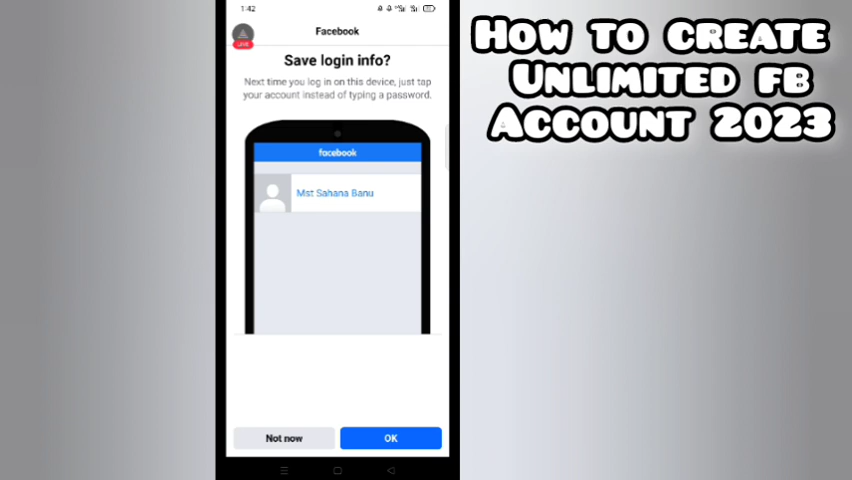 1:42
Facebook
LIVE
Save login info?
Next time you log in on this device, just tap
your account instead of typing a password.
facebook
Mst Sahana Banu
Not now
OK
How to create
Unlimited fb
Account 2023